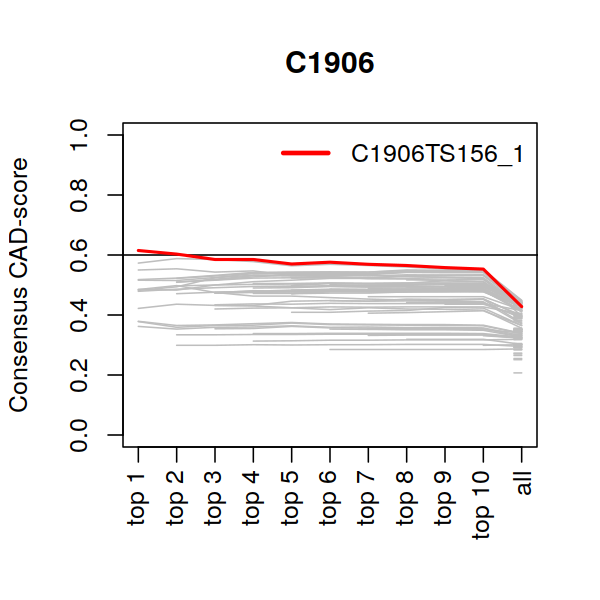 C1906
C1906TS156_1
Consensus CAD-score
1.0
0.8
0.6
0.4
0.2
0.0
top 1
top 2
top 3
top 4
top 5
top 6
top 7
top 8
top 9
top 10
all